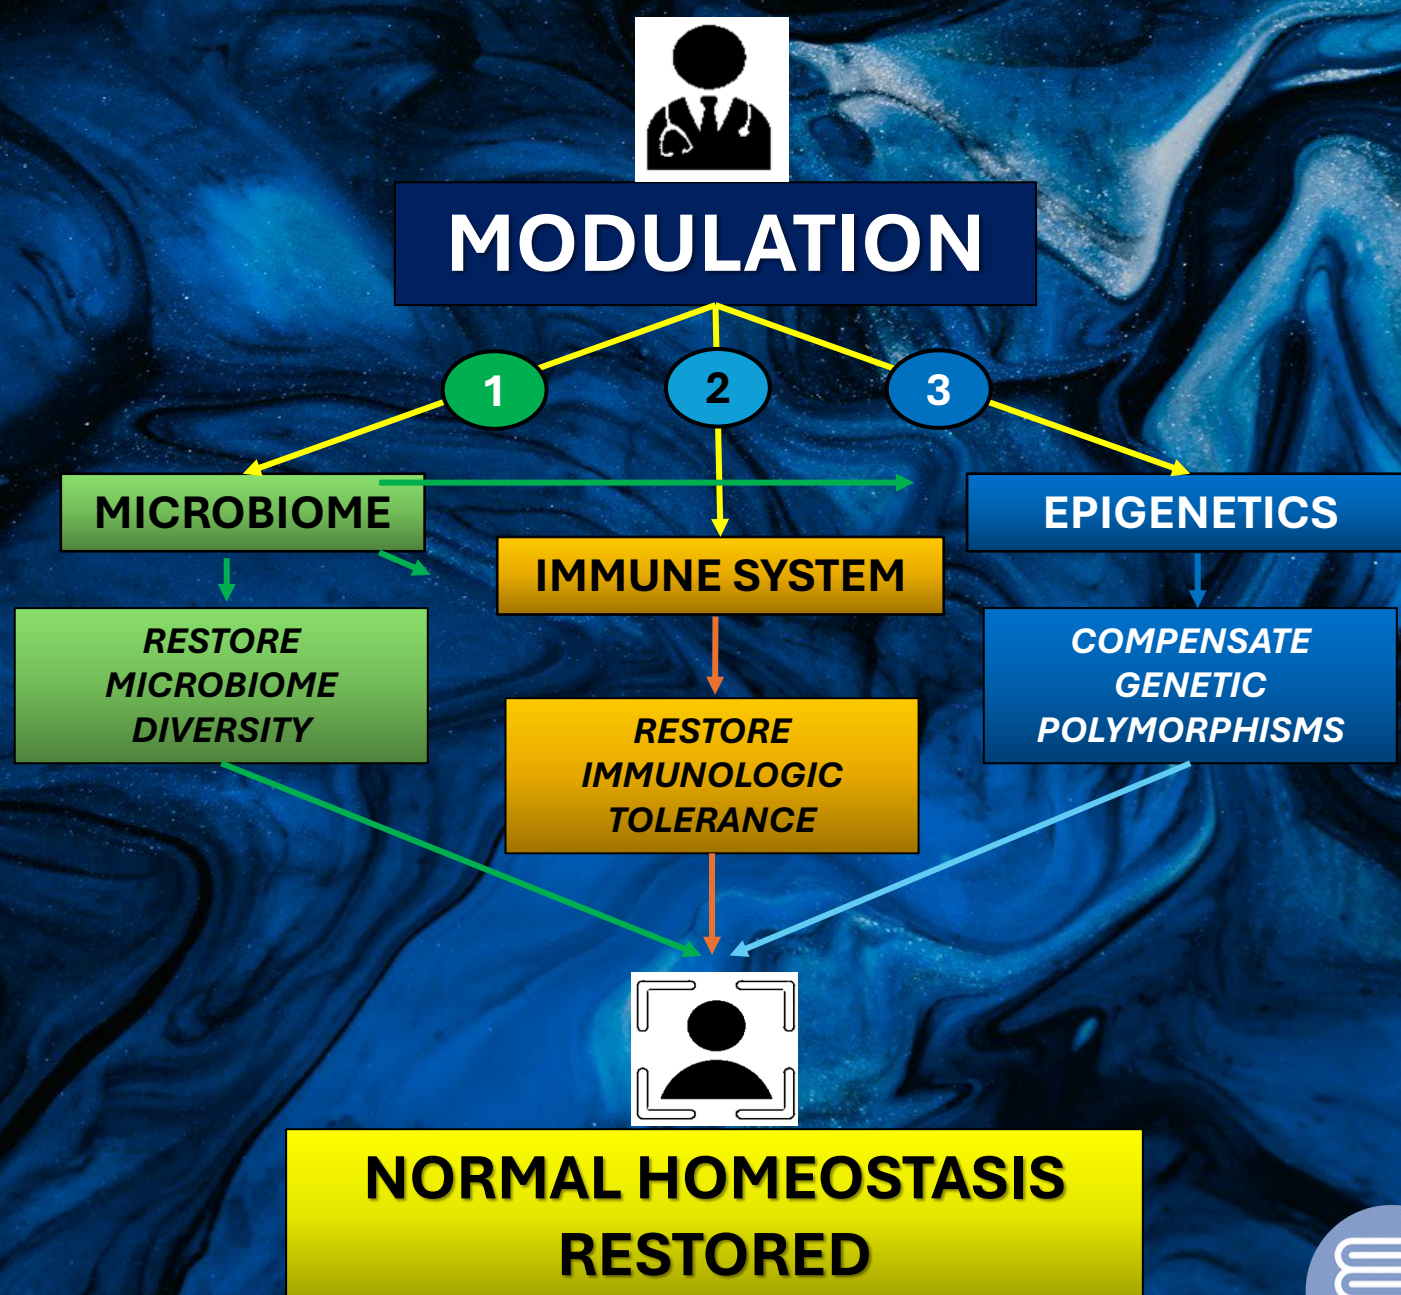 MODULATION
1
2
3
MICROBIOME
EPIGENETICS
IMMUNE SYSTEM
RESTORE
MICROBIOME
DIVERSITY
RESTORE
IMMUNOLOGIC
TOLERANCE
COMPENSATE
GENETIC
POLYMORPHISMS
NORMAL HOMEOSTASIS
RESTORED